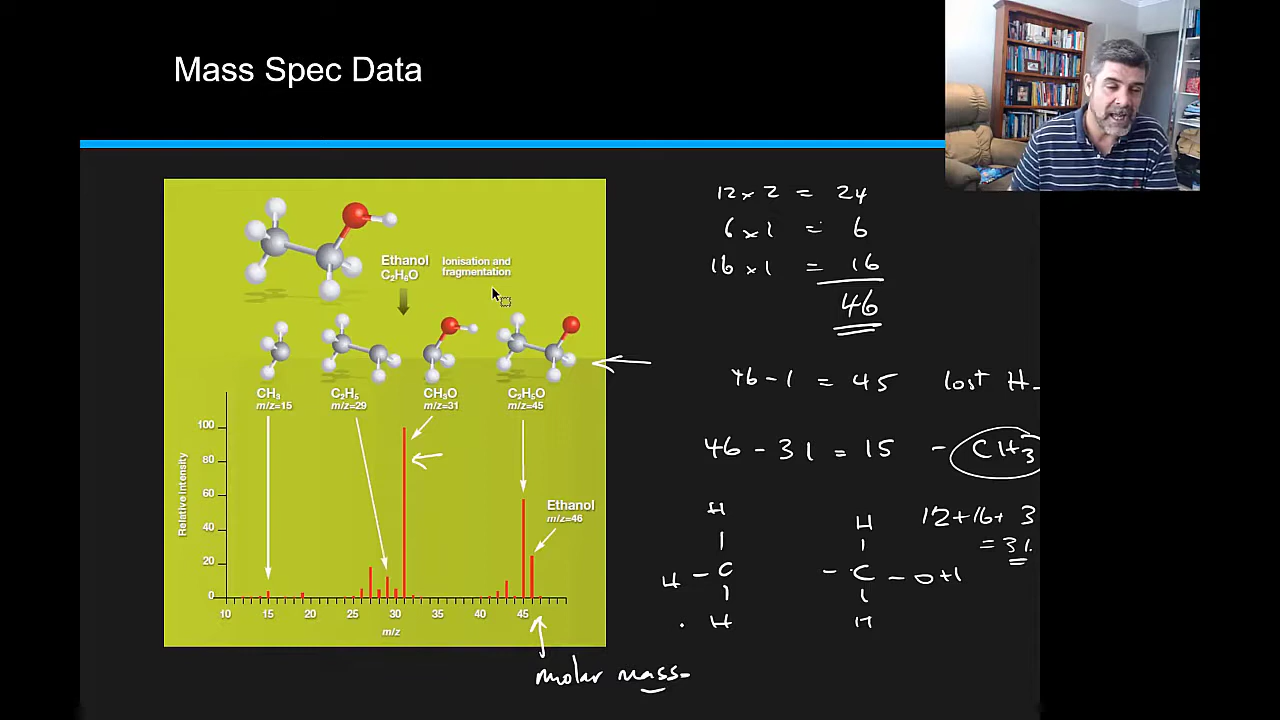 Mass Spec Data
12 x 2 = 24
6 x 1 = 6
16 x 1 = 16
46
Ethanol
C2H6O
Ionisation and
fragmentation
CH3
m/z=15
C2H5
m/z=29
CH3O
m/z=31
C2H5O
m/z=45
46 - 1 = 45 lost H-
46 - 31 = 15 - CH3
Relative intensity
100
80
60
40
20
0
Ethanol
m/z=46
10 15 20 25 30 35 40 45
m/z
H
H - C
H
H
- C - OH
H
12+16+3
= 31.
molar mass.